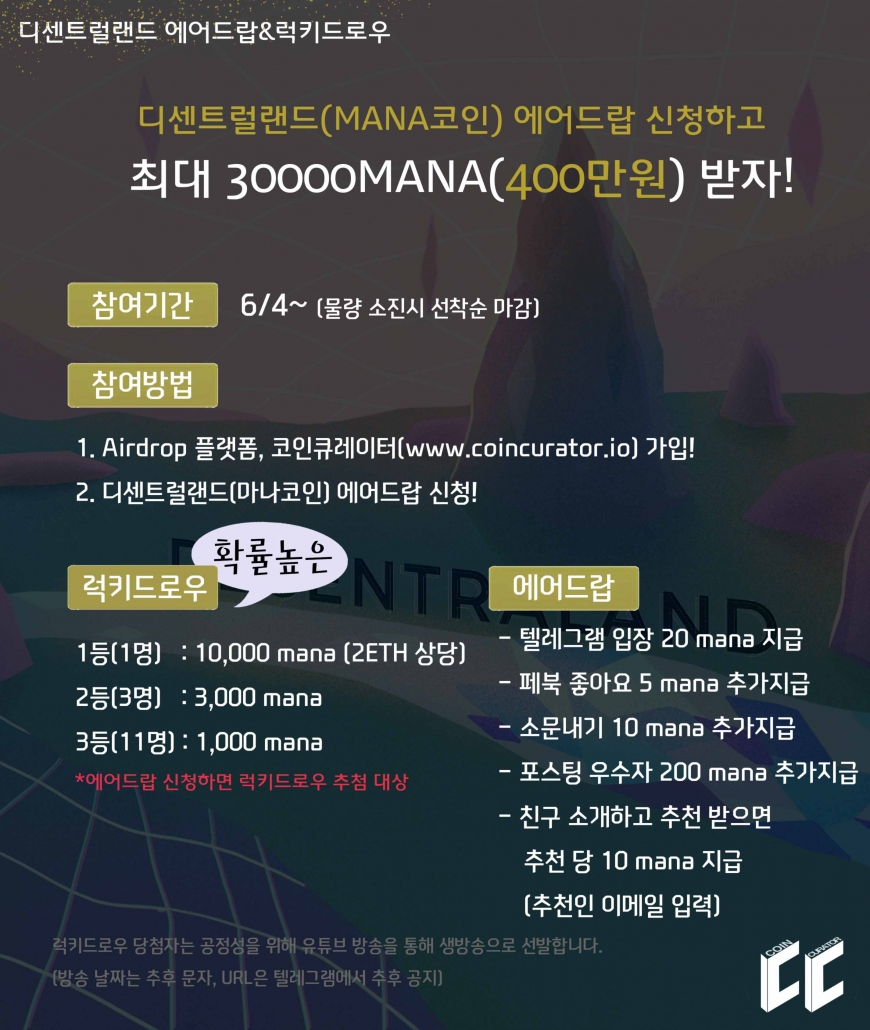 디센트럴랜드 에어드랍&럭키드로우
디센트럴랜드(MANA코인) 에어드랍 신청하고
최대 30000MANA(400만원) 받자!
참여기간 6/4~ (물량 소진시 선착순 마감)
참여방법
1. Airdrop 플랫폼, 코인큐레이터(www.coincurator.io) 가입!
2. 디센트럴랜드(마나코인) 에어드랍 신청!
확률높은
럭키드로우
1등(1명) : 10,000 mana (2ETH 상당)
2등(3명) : 3,000 mana
3등(11명) : 1,000 mana
*에어드랍 신청하면 럭키드로우 추첨 대상
DECENTRALAND
에어드랍
- 텔레그램 입장 20 mana 지급
- 페북 좋아요 5 mana 추가지급
- 소문내기 10 mana 추가지급
- 포스팅 우수자 200 mana 추가지급
- 친구 소개하고 추천 받으면
추천 당 10 mana 지급
(추천인 이메일 입력)
럭키드로우 당첨자는 공정성을 위해 유튜브 방송을 통해 생방송으로 선발합니다.
(방송 날짜는 추후 문자, URL은 텔레그램에서 추후 공지)
COIN CURATOR
CC